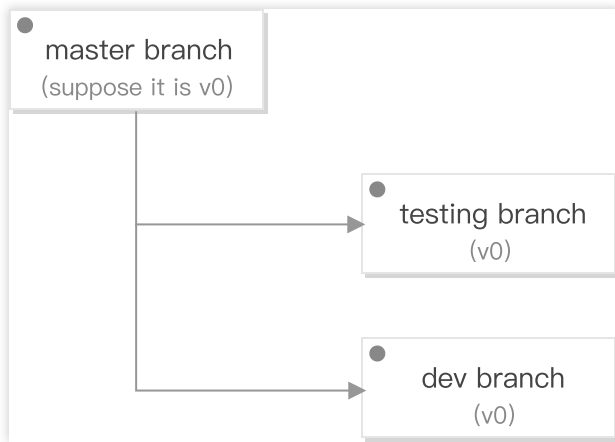 master branch
(suppose it is v0)
testing branch
(v0)
dev branch
(v0)